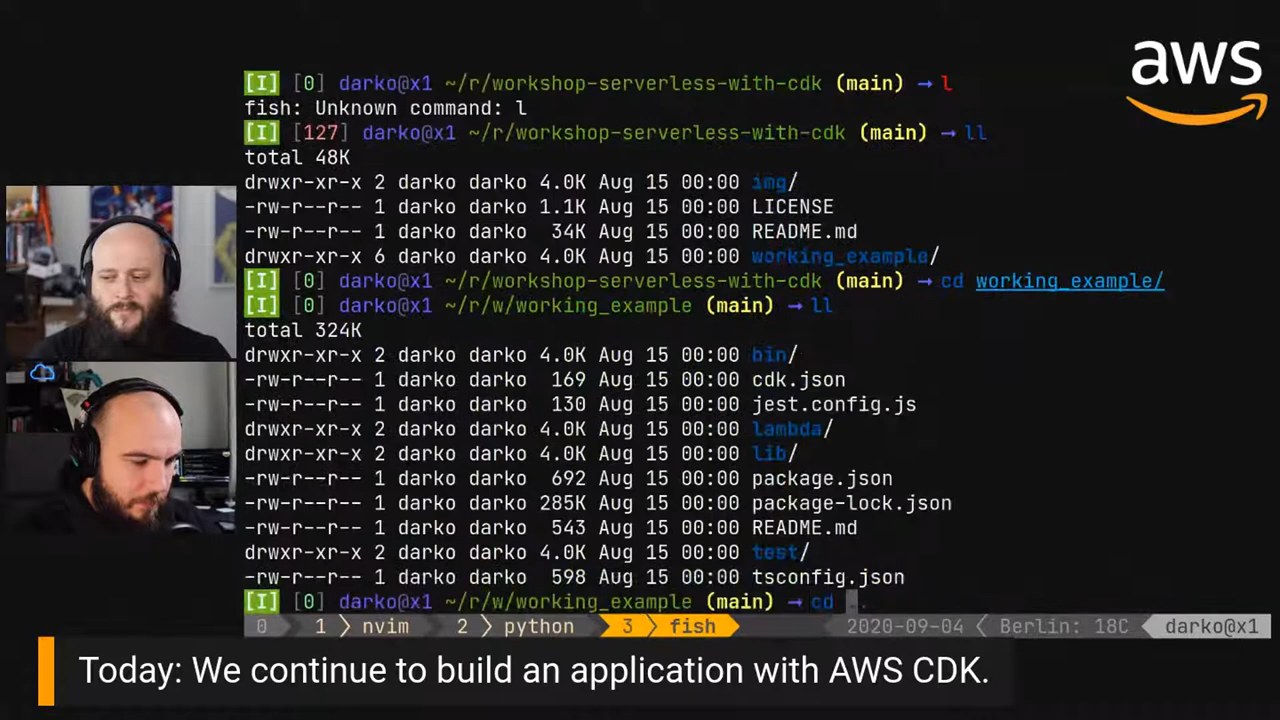 aws
[I] [0] darko@x1 ~/r/workshop-serverless-with-cdk (main) → l
fish: Unknown command: l
[I] [127] darko@x1 ~/r/workshop-serverless-with-cdk (main) → ll
total 48K
drwxr-xr-x 2 darko darko 4.0K Aug 15 00:00 img/
-rw-r--r-- 1 darko darko 1.1K Aug 15 00:00 LICENSE
-rw-r--r-- 1 darko darko 34K Aug 15 00:00 README.md
drwxr-xr-x 6 darko darko 4.0K Aug 15 00:00 working_example/
[I] [0] darko@x1 ~/r/workshop-serverless-with-cdk (main) → cd working_example/
[I] [0] darko@x1 ~/r/w/working_example (main) → ll
total 324K
drwxr-xr-x 2 darko darko 4.0K Aug 15 00:00 bin/
-rw-r--r-- 1 darko darko 169 Aug 15 00:00 cdk.json
-rw-r--r-- 1 darko darko 130 Aug 15 00:00 jest.config.js
drwxr-xr-x 2 darko darko 4.0K Aug 15 00:00 lambda/
drwxr-xr-x 2 darko darko 4.0K Aug 15 00:00 lib/
-rw-r--r-- 1 darko darko 692 Aug 15 00:00 package.json
-rw-r--r-- 1 darko darko 285K Aug 15 00:00 package-lock.json
-rw-r--r-- 1 darko darko 543 Aug 15 00:00 README.md
drwxr-xr-x 2 darko darko 4.0K Aug 15 00:00 test/
-rw-r--r-- 1 darko darko 598 Aug 15 00:00 tsconfig.json
[I] [0] darko@x1 ~/r/w/working_example (main) → cd ..
0 1 nvim 2 python 3 fish 2020-09-04 Berlin: 18C darko@x1
Today: We continue to build an application with AWS CDK.